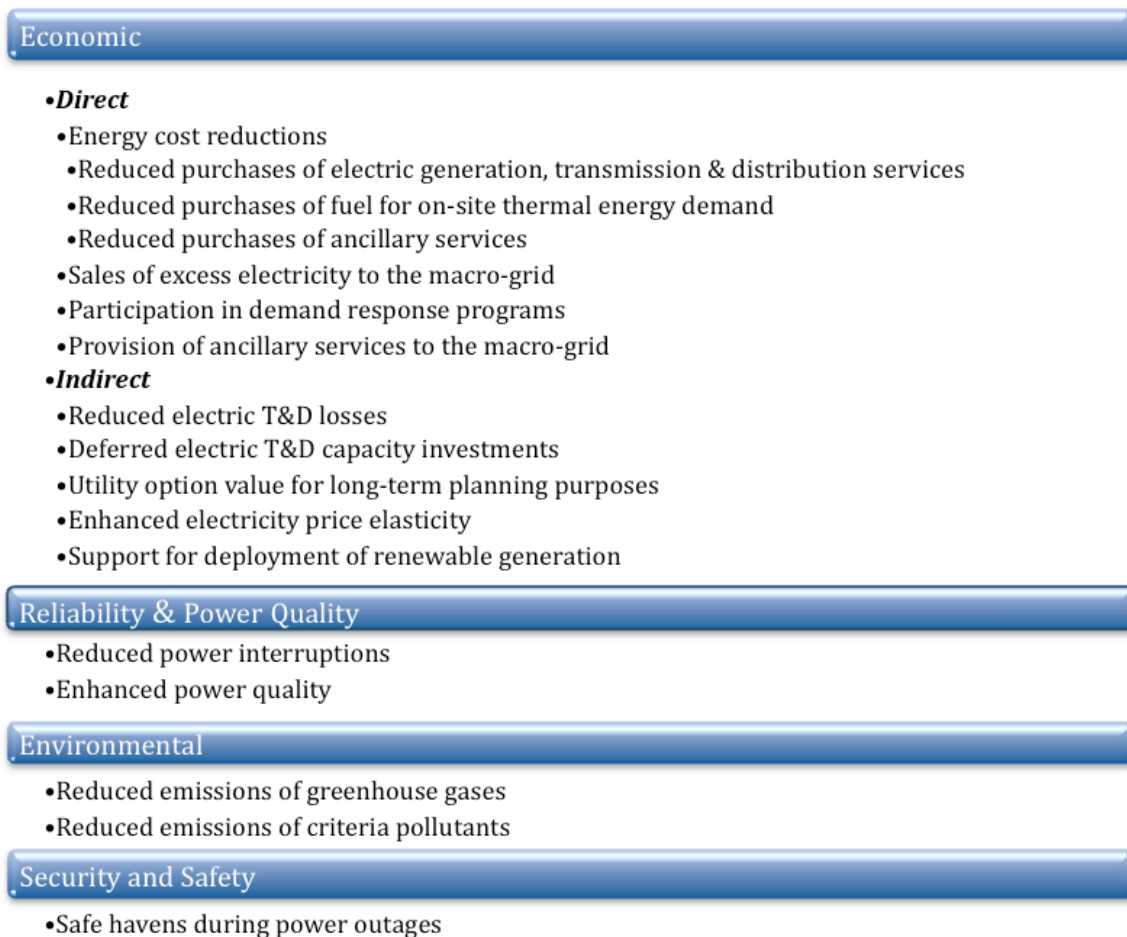 Economic
•Direct
•Energy cost reductions
•Reduced purchases of electric generation, transmission & distribution services
•Reduced purchases of fuel for on-site thermal energy demand
•Reduced purchases of ancillary services
•Sales of excess electricity to the macro-grid
•Participation in demand response programs
•Provision of ancillary services to the macro-grid
•Indirect
•Reduced electric T&D losses
•Deferred electric T&D capacity investments
•Utility option value for long-term planning purposes
•Enhanced electricity price elasticity
•Support for deployment of renewable generation
Reliability & Power Quality
•Reduced power interruptions
•Enhanced power quality
Environmental
•Reduced emissions of greenhouse gases
•Reduced emissions of criteria pollutants
Security and Safety
•Safe havens during power outages